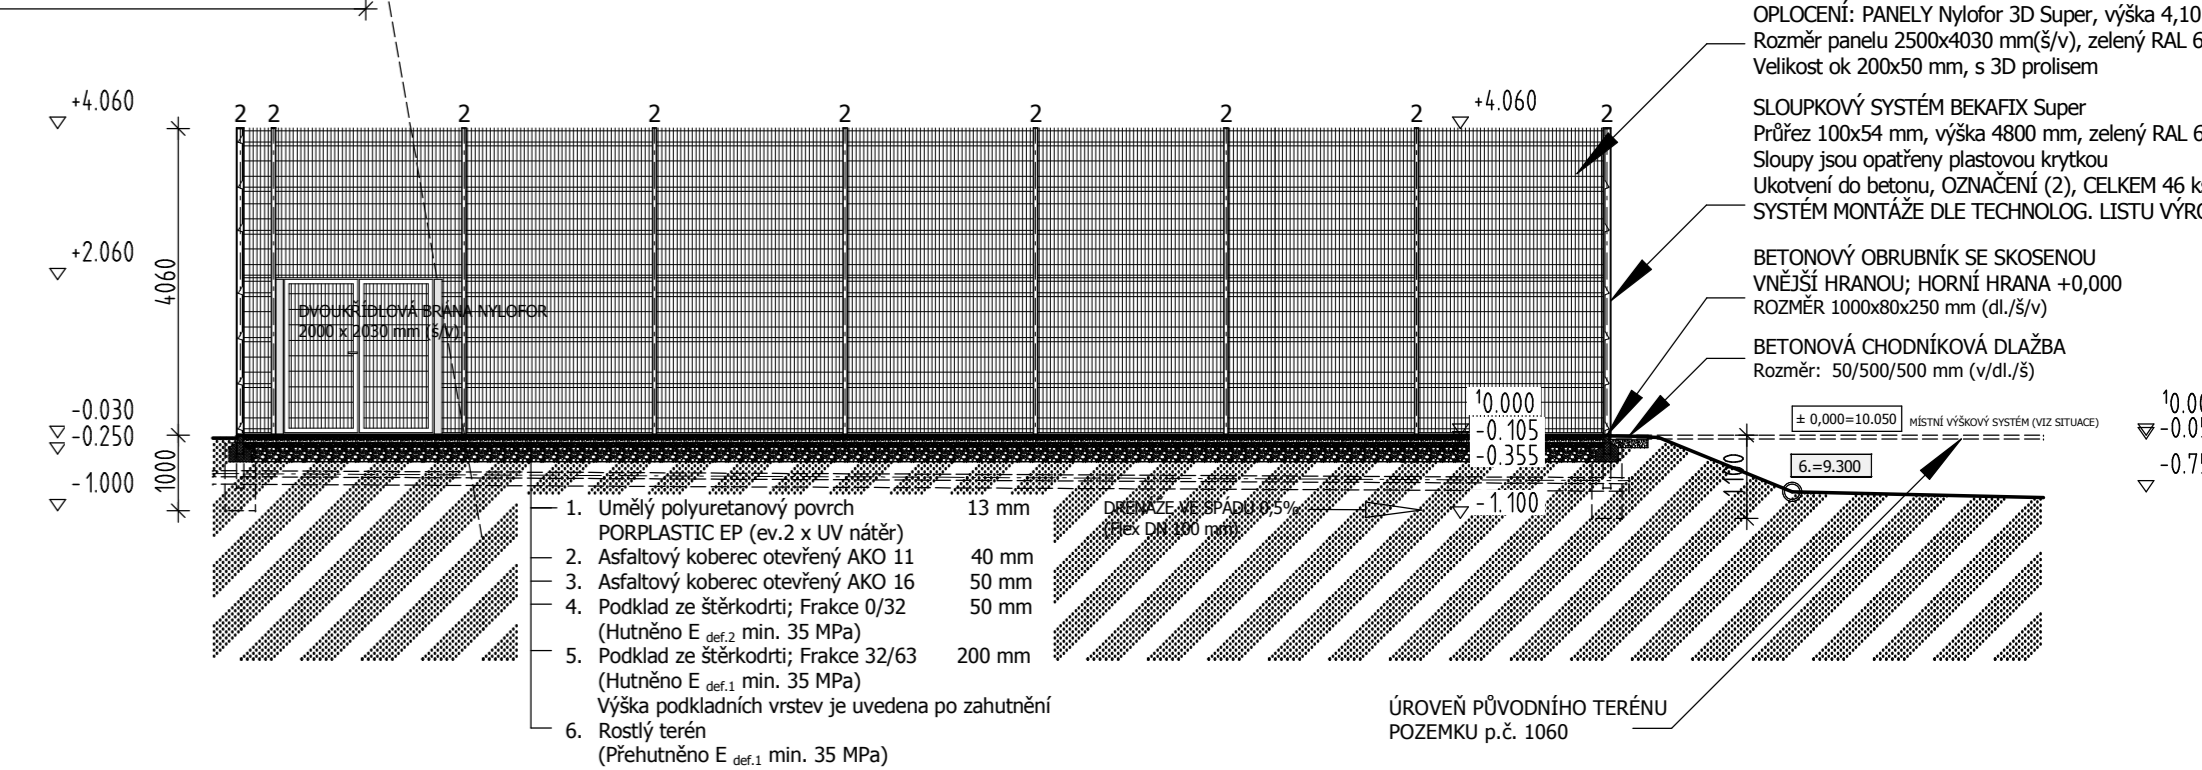 OPLOCENÍ: PANELY Nylofor 3D Super, výška 4,10
Rozměr panelu 2500x4030 mm(š/v), zelený RAL 6
Velikost ok 200x50 mm, s 3D prolisem
SLOUPKOVÝ SYSTÉM BEKAFIX Super
Průřez 100x54 mm, výška 4800 mm, zelený RAL 6
Sloupy jsou opatřeny plastovou krytkou
Ukotvení do betonu, OZNAČENÍ (2), CELKEM 46 ks
SYSTÉM MONTÁŽE DLE TECHNOLOG. LISTU VÝRO
BETONOVÝ OBRUBNÍK SE SKOSENOU
VNĚJŠÍ HRANOU; HORNÍ HRANA +0,000
ROZMĚR 1000x80x250 mm (dl./š/v)
BETONOVÁ CHODNÍKOVÁ DLAŽBA
Rozměr: 50/500/500 mm (v/dl./š)
+4.060
2 2 2 2 2 2 2 2 2
+4.060
+2.060
4060
DVOUKŘÍDLOVÁ BRÁNA NYLOFOR
2000 x 2030 mm (š/v)
-0.030
-0.250
-1.000
1000
10.000
-0.105
-0.355
-1.100
± 0,000=10.050 MÍSTNÍ VÝŠKOVÝ SYSTÉM (VIZ SITUACE)
6.=9.300
1100
10.00
-0.05
-0.75
1. Umělý polyuretanový povrch 13 mm
PORPLASTIC EP (ev.2 x UV nátěr)
2. Asfaltový koberec otevřený AKO 11 40 mm
3. Asfaltový koberec otevřený AKO 16 50 mm
4. Podklad ze štěrkodrti; Frakce 0/32 50 mm
(Hutněno E def.2 min. 35 MPa)
5. Podklad ze štěrkodrti; Frakce 32/63 200 mm
(Hutněno E def.1 min. 35 MPa)
Výška podkladních vrstev je uvedena po zahutnění
6. Rostlý terén
(Přehutněno E def.1 min. 35 MPa)
DRENÁŽE VE SPÁDU 0,5%
(Flex DN 100 mm)
ÚROVEŇ PŮVODNÍHO TERÉNU
POZEMKU p.č. 1060